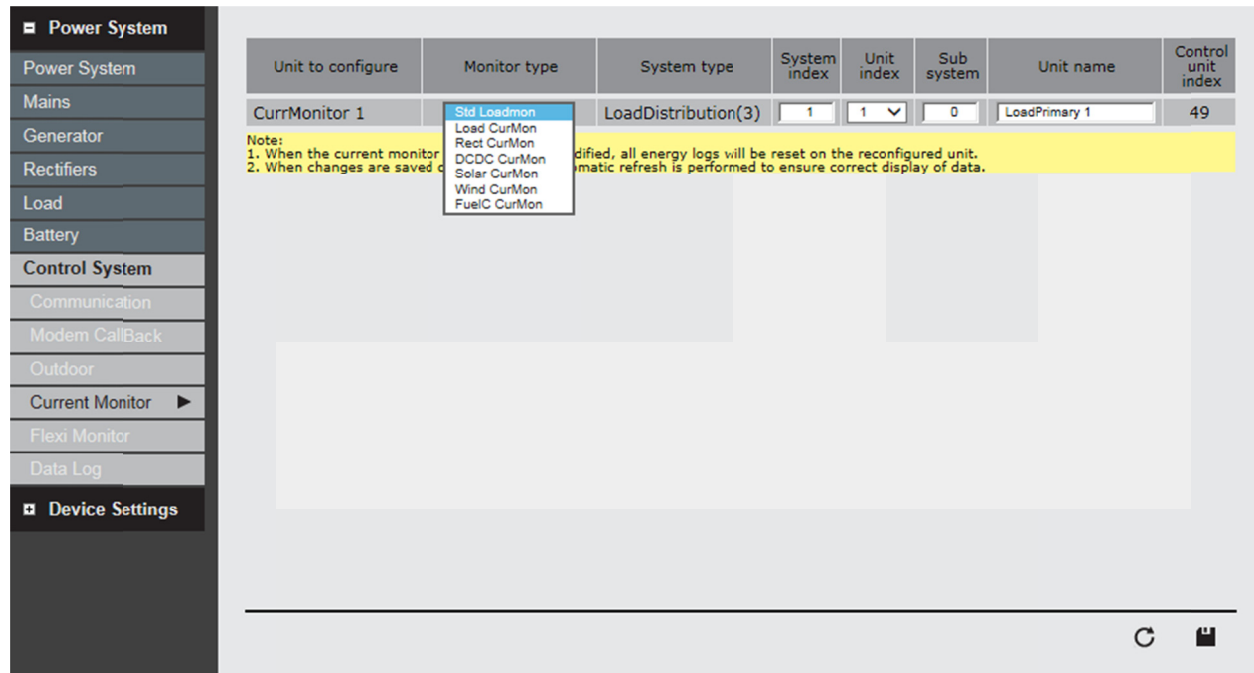 Power System
Power System
Mains
Generator
Rectifiers
Load
Battery
Control System
Communication
Modem CallBack
Outdoor
Current Monitor
Flexi Monitor
Data Log
Device Settings
Unit to configure Monitor type System type System index Unit index Sub system Unit name Control unit index
CurrMonitor 1 Std Loadmon LoadDistribution(3) 1 1 0 LoadPrimary 1 49
Load CurMon
Rect CurMon
DCDC CurMon
Solar CurMon
Wind CurMon
FuelC CurMon
Note:
1. When the current monitor all energy logs will be reset on the reconfigured unit.
2. When changes are saved refresh is performed to ensure correct display of data.